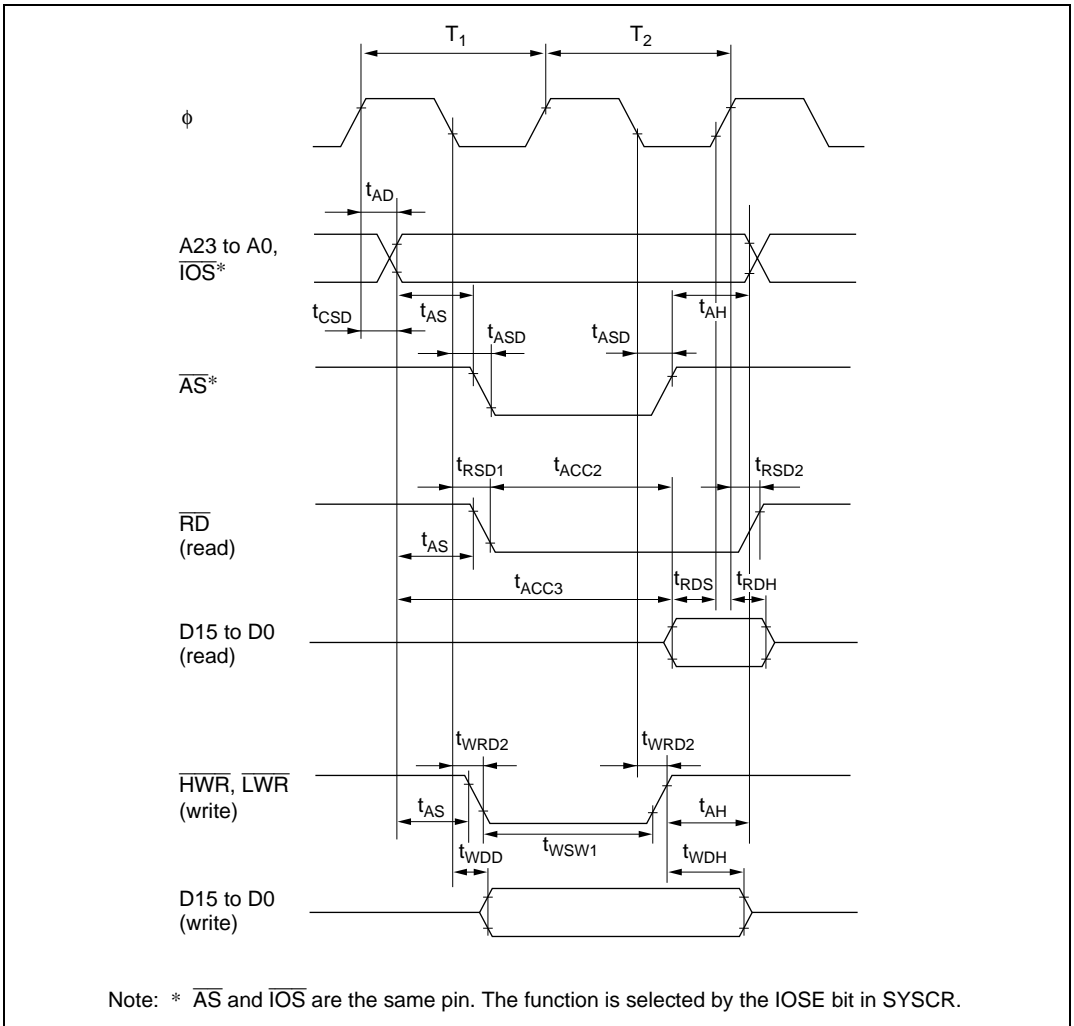 T1 T2
ϕ
tAD
A23 to A0,
IOS*
tCSD tAS tASD tASD tAH
AS*
tRSD1 tACC2 tRSD2
RD
(read)
tAS
tACC3 tRDS tRDH
D15 to D0
(read)
tWRD2 tWRD2
HWR, LWR
(write)
tAS tAH
tWSW1
tWDD tWDH
D15 to D0
(write)
Note: * AS and IOS are the same pin. The function is selected by the IOSE bit in SYSCR.